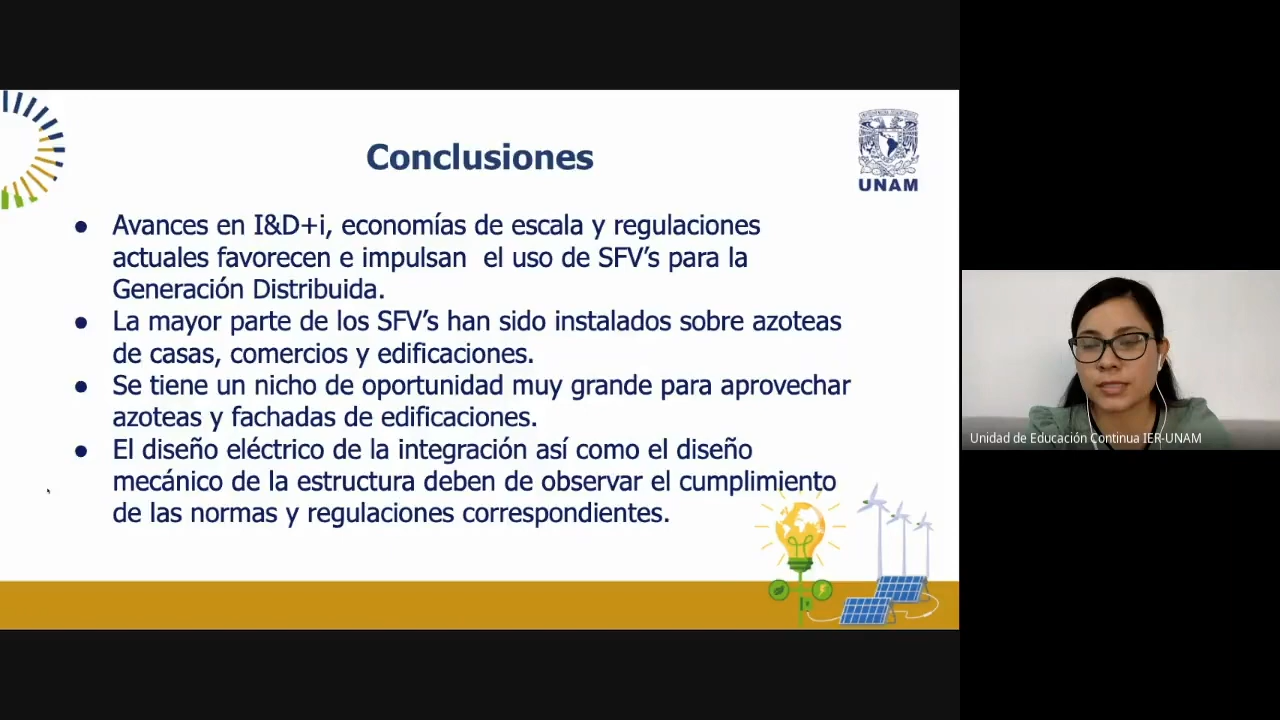 Conclusiones
UNAM
● Avances en I&D+i, economías de escala y regulaciones
actuales favorecen e impulsan el uso de SFV’s para la
Generación Distribuida.
● La mayor parte de los SFV’s han sido instalados sobre azoteas
de casas, comercios y edificaciones.
● Se tiene un nicho de oportunidad muy grande para aprovechar
azoteas y fachadas de edificaciones.
● El diseño eléctrico de la integración así como el diseño
mecánico de la estructura deben de observar el cumplimiento
de las normas y regulaciones correspondientes.
Unidad de Educación Continua IER-UNAM